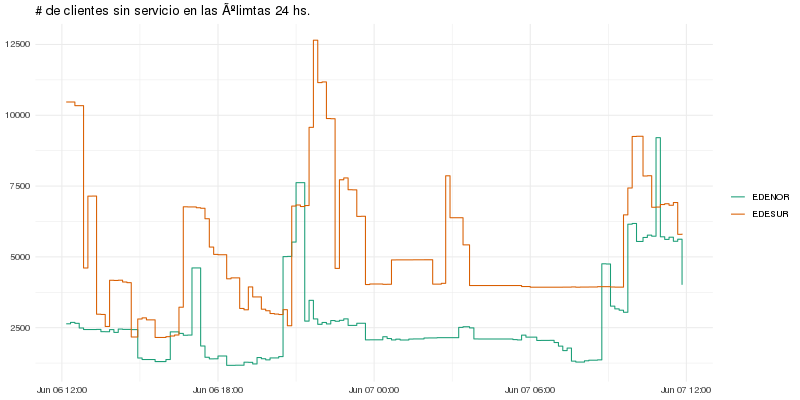 # de clientes sin servicio en las Ãºlimtas 24 hs.
12500
10000
7500
5000
2500
EDENOR
EDESUR
Jun 06 12:00
Jun 06 18:00
Jun 07 00:00
Jun 07 06:00
Jun 07 12:00